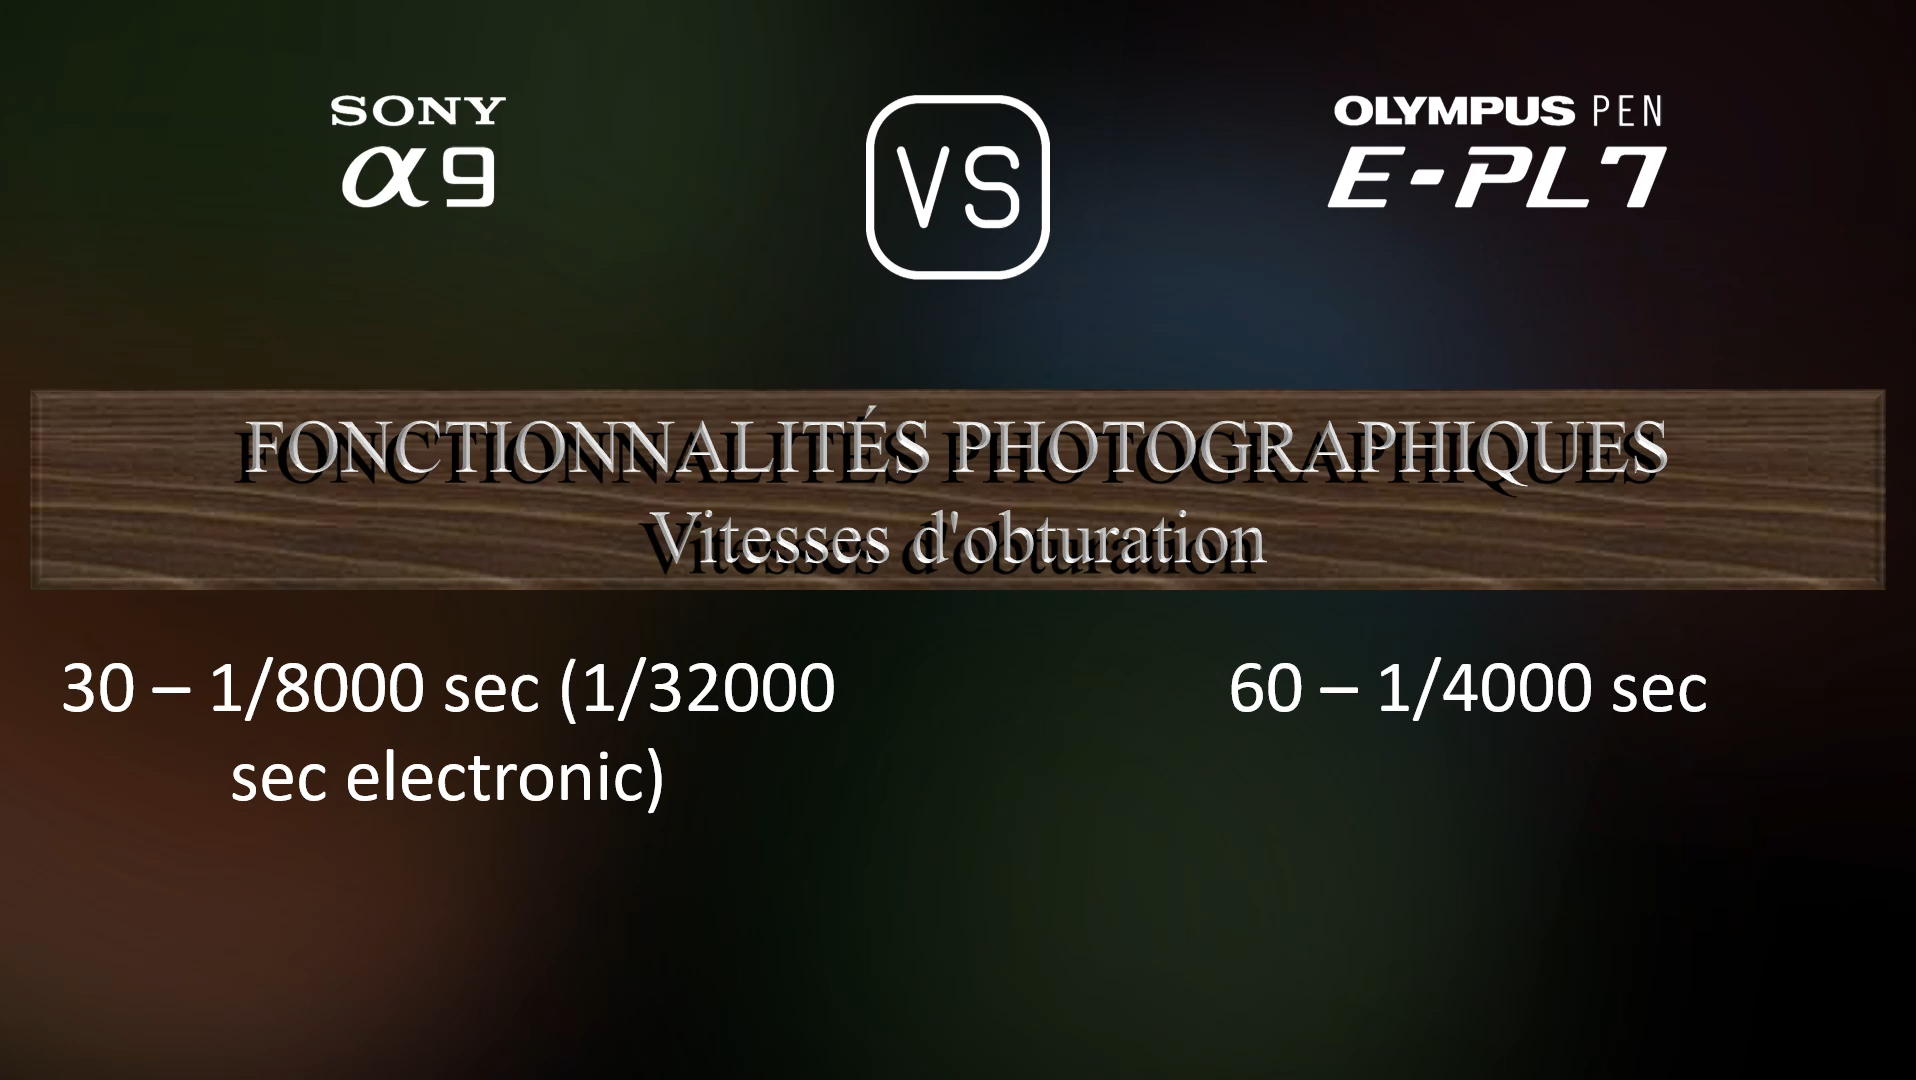 SONY
α9
VS
OLYMPUS PEN
E-PL7
FONCTIONNALITÉS PHOTOGRAPHIQUES
Vitesses d'obturation
30 – 1/8000 sec (1/32000
sec electronic)
60 – 1/4000 sec